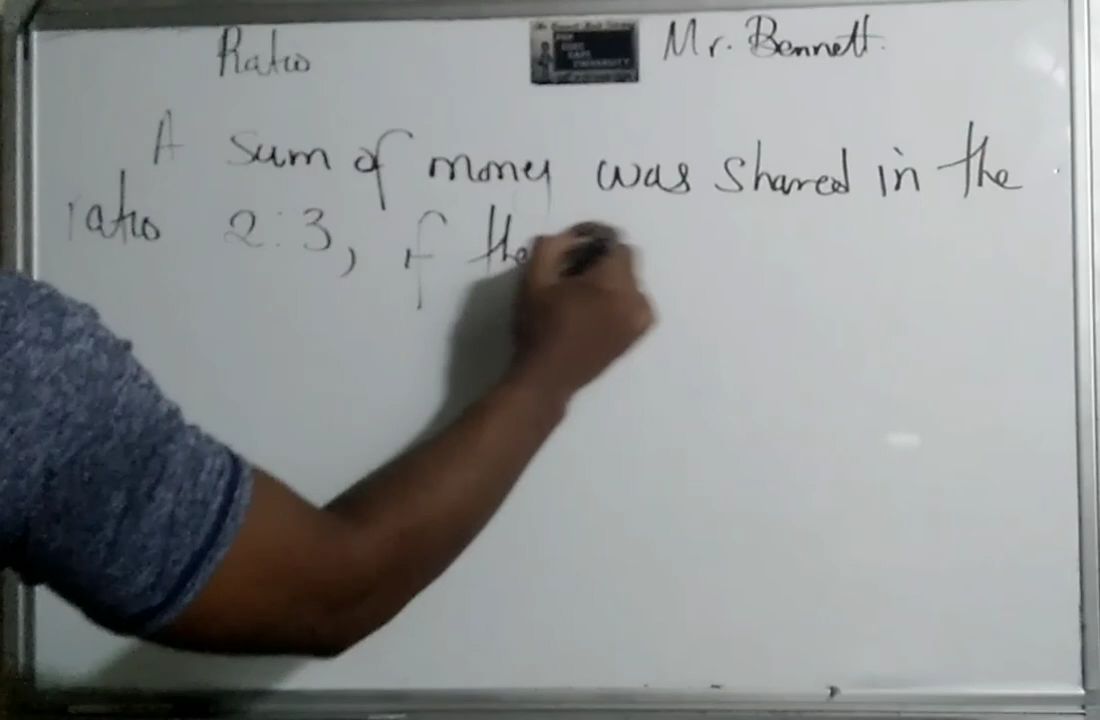 Ratio Mr. Bennett.
A sum of money was shared in the
ratio 2:3, if the